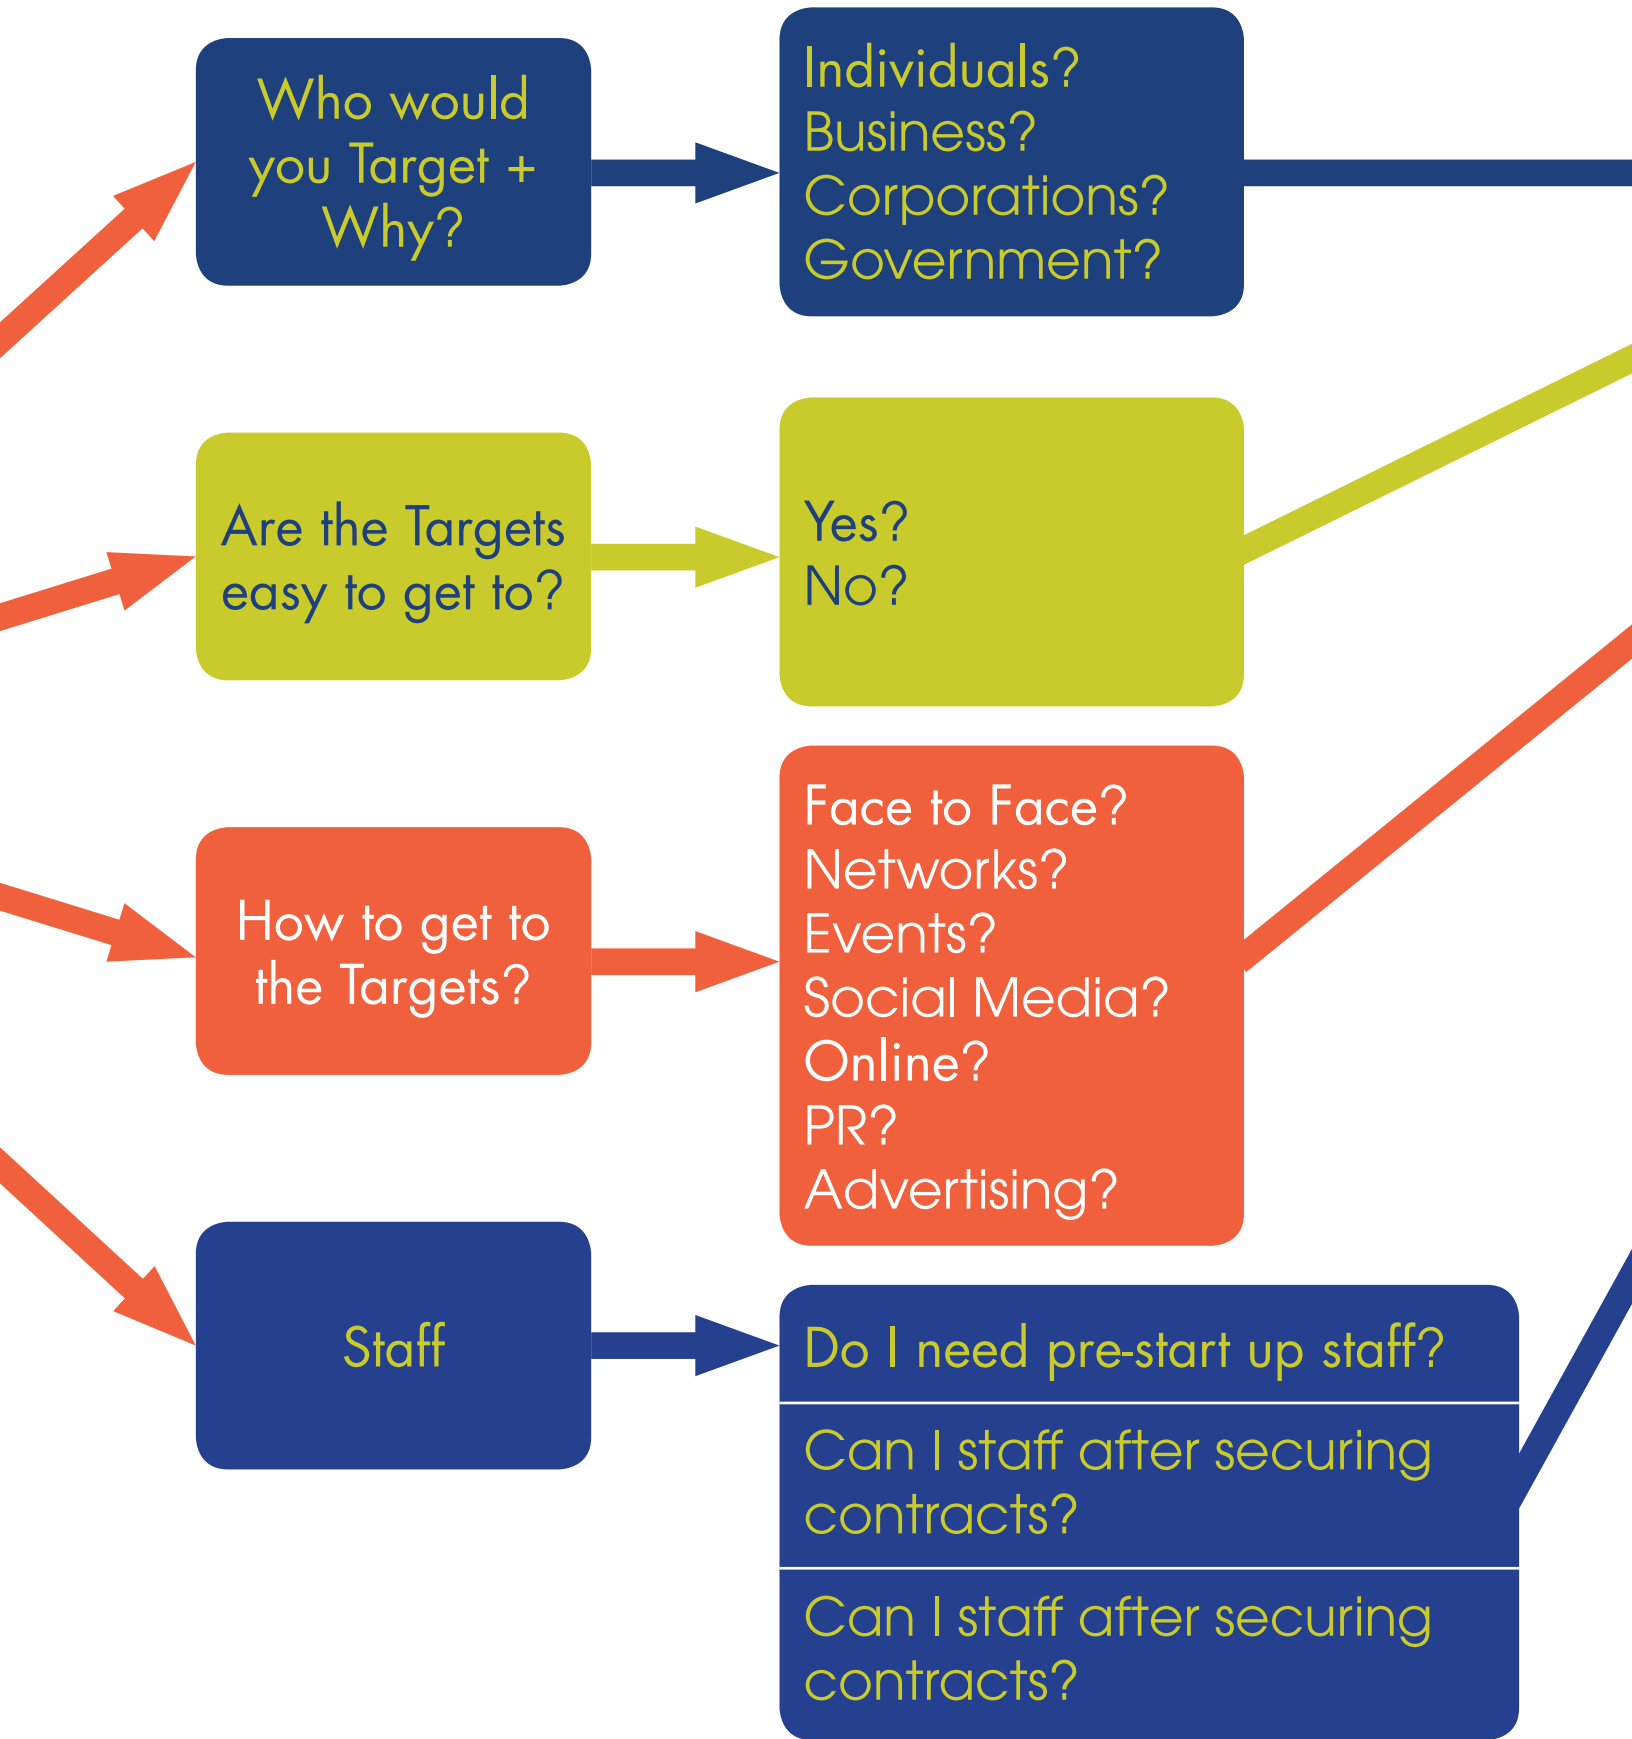 Who would
you Target +
Why?
Individuals?
Business?
Corporations?
Government?
Are the Targets
easy to get to?
Yes?
No?
How to get to
the Targets?
Face to Face?
Networks?
Events?
Social Media?
Online?
PR?
Advertising?
Staff
Do I need pre-start up staff?
Can I staff after securing
contracts?
Can I staff after securing
contracts?